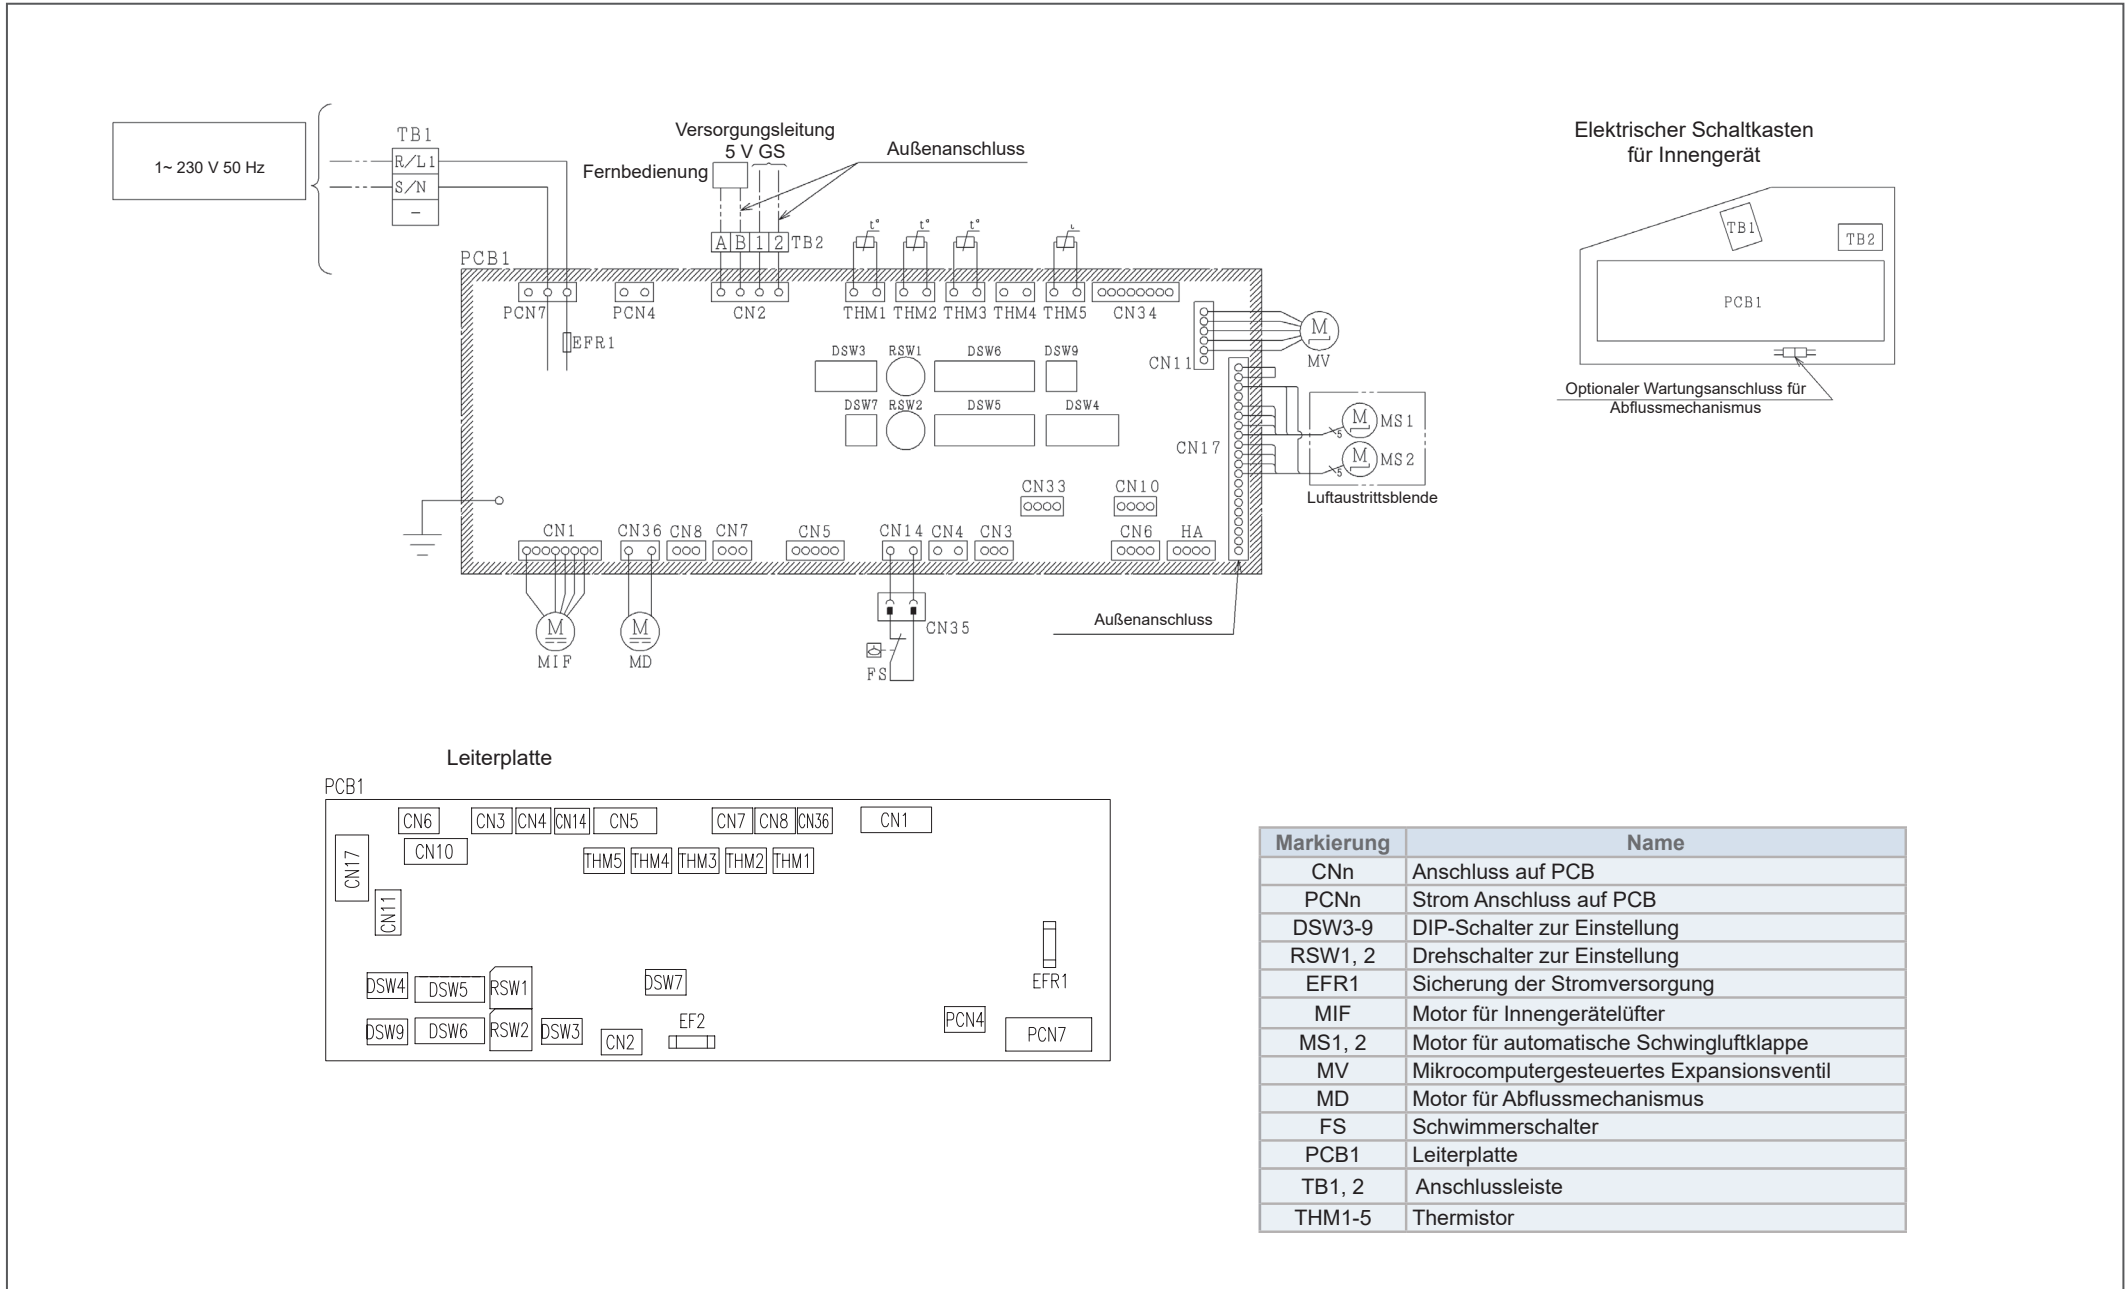 1~ 230 V 50 Hz
TB1
R/L1
S/N
–
Versorgungsleitung
5 V GS
Fernbedienung
Außenanschluss
A B 1 2 TB2
t° t° t°
PCB1
PCN7 PCN4 CN2 THM1 THM2 THM3 THM4 THM5 CN34
EFR1
DSW3 RSW1 DSW6 DSW9
CN11
M
MV
DSW7 RSW2 DSW5 DSW4
CN17
M MS1
5
M MS2
5
Luftaustrittsblende
CN33 CN10
CN1 CN36 CN8 CN7 CN5 CN14 CN4 CN3 CN6 HA
M
MIF
M
MD
CN35
FS
Außenanschluss
Elektrischer Schaltkasten
für Innengerät
TB1
TB2
PCB1
Optionaler Wartungsanschluss für
Abflussmechanismus
Leiterplatte
PCB1
CN6 CN3 CN4 CN14 CN5 CN7 CN8 CN36 CN1
CN10
CN17
THM5 THM4 THM3 THM2 THM1
CN11
EFR1
DSW4 DSW5 RSW1 DSW7
DSW9 DSW6 RSW2 DSW3 CN2 EF2 PCN4 PCN7
Markierung Name
CNn Anschluss auf PCB
PCNn Strom Anschluss auf PCB
DSW3-9 DIP-Schalter zur Einstellung
RSW1, 2 Drehschalter zur Einstellung
EFR1 Sicherung der Stromversorgung
MIF Motor für Innengerätelüfter
MS1, 2 Motor für automatische Schwingluftklappe
MV Mikrocomputergesteuertes Expansionsventil
MD Motor für Abflussmechanismus
FS Schwimmerschalter
PCB1 Leiterplatte
TB1, 2 Anschlussleiste
THM1-5 Thermistor